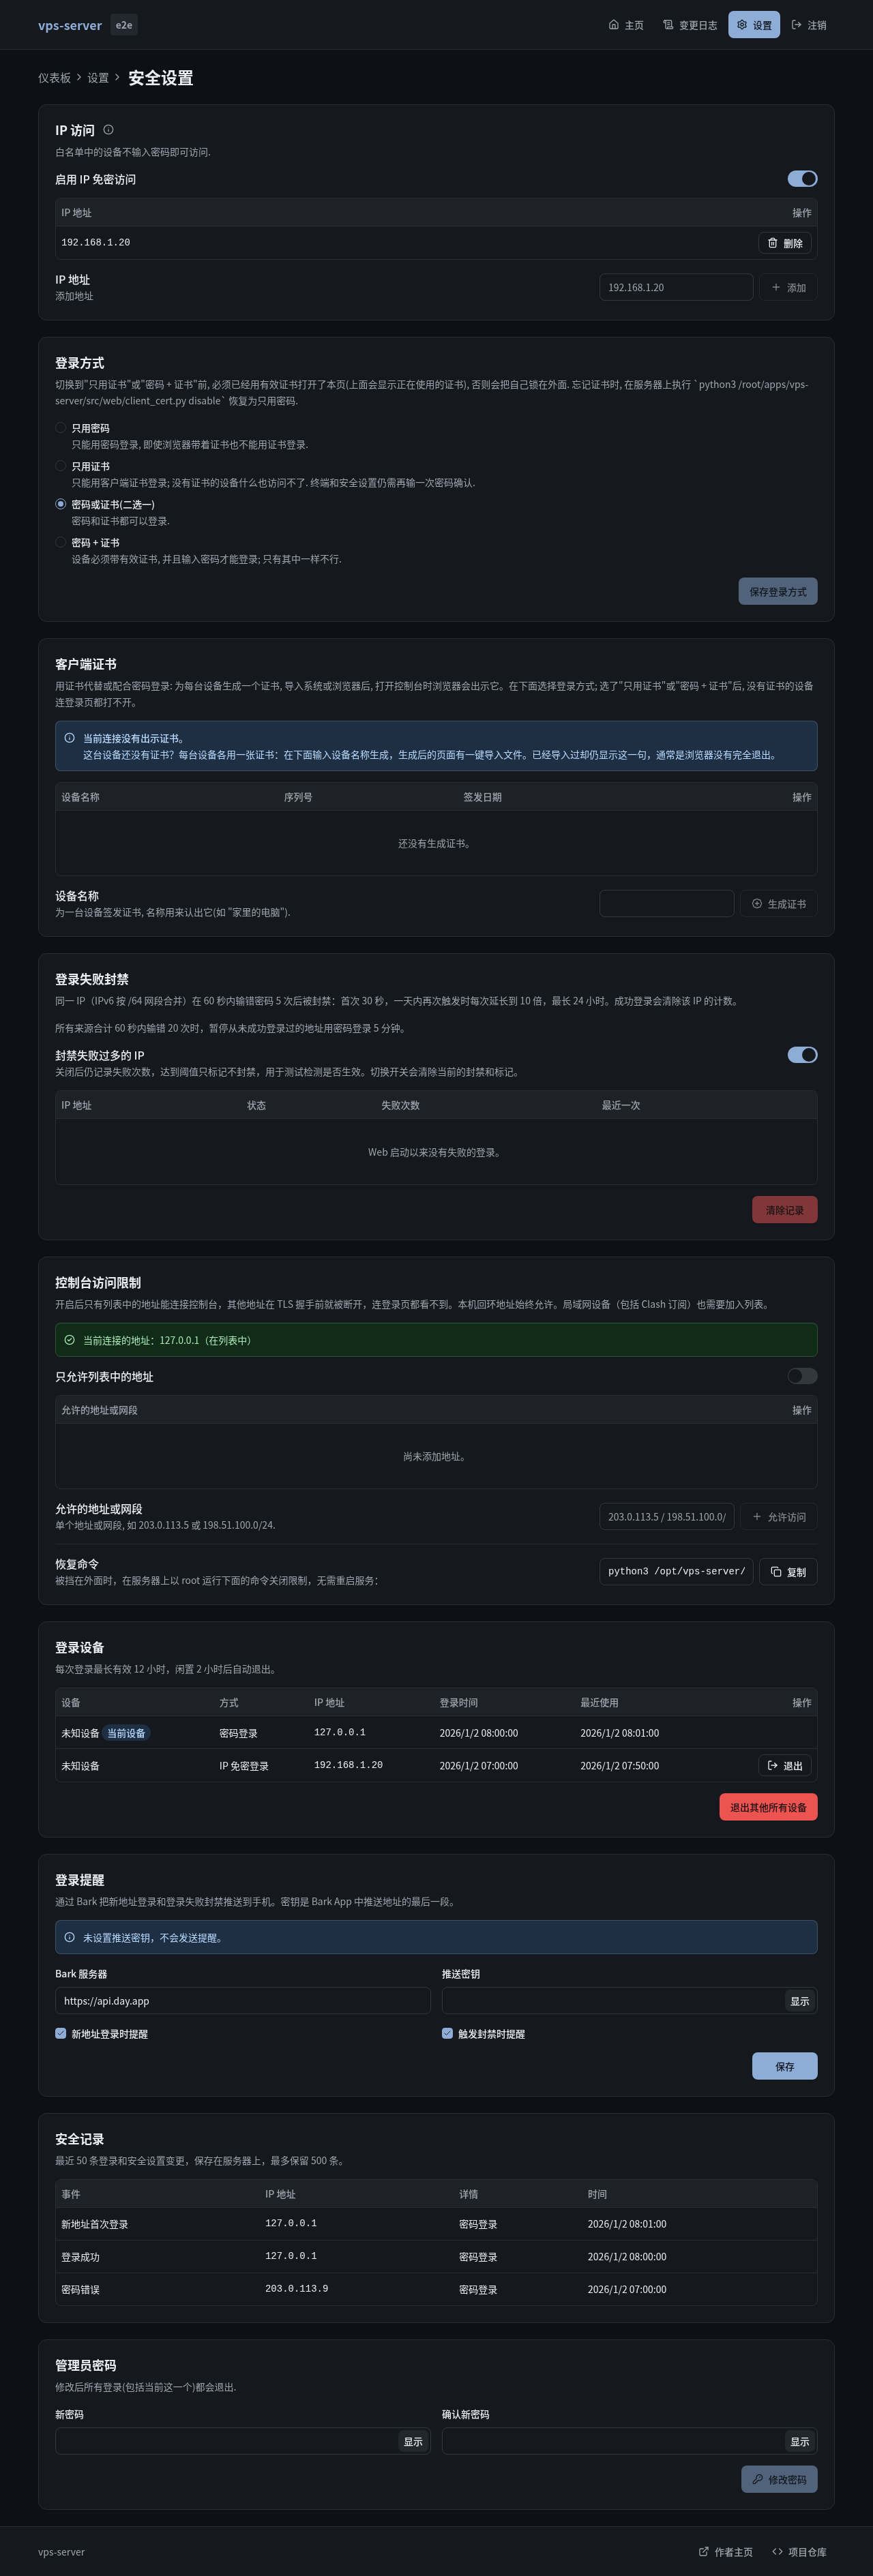 vps-server e2e 主页 变更日志 设置 注销
仪表板 > 设置 > 安全设置
IP 访问
白名单中的设备不输入密码即可访问.
启用 IP 免密访问
IP 地址 操作
192.168.1.20 删除
IP 地址
添加地址
192.168.1.20 添加
登录方式
切换到"只用证书"或"密码 + 证书"前, 必须已经用有效证书打开了本页(上面会显示正在使用的证书), 否则会把自己锁在外面. 忘记证书时, 在服务器上执行 `python3 /root/apps/vps-
server/src/web/client_cert.py disable` 恢复为只用密码.
只用密码
只能用密码登录, 即使浏览器带着证书也不能用证书登录.
只用证书
只能用客户端证书登录; 没有证书的设备什么也访问不了. 终端和安全设置仍需再输一次密码确认.
密码或证书(二选一)
密码和证书都可以登录.
密码 + 证书
设备必须带有效证书, 并且输入密码才能登录; 只有其中一样不行.
保存登录方式
客户端证书
用证书代替或配合密码登录: 为每台设备生成一个证书, 导入系统或浏览器后, 打开控制台时浏览器会出示它。在下面选择登录方式; 选了"只用证书"或"密码 + 证书"后, 没有证书的设备
连登录页都打不开。
当前连接没有出示证书。
这台设备还没有证书？每台设备各用一张证书：在下面输入设备名称生成，生成后的页面有一键导入文件。已经导入过却仍显示这一句，通常是浏览器没有完全退出。
设备名称 序列号 签发日期 操作
还没有生成证书。
设备名称
为一台设备签发证书, 名称用来认出它(如 "家里的电脑").
生成证书
登录失败封禁
同一 IP（IPv6 按 /64 网段合并）在 60 秒内输错密码 5 次后被封禁：首次 30 秒，一天内再次触发时每次延长到 10 倍，最长 24 小时。成功登录会清除该 IP 的计数。
所有来源合计 60 秒内输错 20 次时，暂停从未成功登录过的地址用密码登录 5 分钟。
封禁失败过多的 IP
关闭后仍记录失败次数，达到阈值只标记不封禁，用于测试检测是否生效。切换开关会清除当前的封禁和标记。
IP 地址 状态 失败次数 最近一次
Web 启动以来没有失败的登录。
清除记录
控制台访问限制
开启后只有列表中的地址能连接控制台，其他地址在 TLS 握手前就被断开，连登录页都看不到。本机回环地址始终允许。局域网设备（包括 Clash 订阅）也需要加入列表。
当前连接的地址：127.0.0.1（在列表中）
只允许列表中的地址
允许的地址或网段 操作
尚未添加地址。
允许的地址或网段
单个地址或网段, 如 203.0.113.5 或 198.51.100.0/24.
203.0.113.5 / 198.51.100.0/ 允许访问
恢复命令
被挡在外面时，在服务器上以 root 运行下面的命令关闭限制，无需重启服务：
python3 /opt/vps-server/ 复制
登录设备
每次登录最长有效 12 小时，闲置 2 小时后自动退出。
设备 方式 IP 地址 登录时间 最近使用 操作
未知设备 当前设备 密码登录 127.0.0.1 2026/1/2 08:00:00 2026/1/2 08:01:00
未知设备 IP 免密登录 192.168.1.20 2026/1/2 07:00:00 2026/1/2 07:50:00 退出
退出其他所有设备
登录提醒
通过 Bark 把新地址登录和登录失败封禁推送到手机。密钥是 Bark App 中推送地址的最后一段。
未设置推送密钥，不会发送提醒。
Bark 服务器 推送密钥
https://api.day.app 显示
新地址登录时提醒 触发封禁时提醒
保存
安全记录
最近 50 条登录和安全设置变更，保存在服务器上，最多保留 500 条。
事件 IP 地址 详情 时间
新地址首次登录 127.0.0.1 密码登录 2026/1/2 08:01:00
登录成功 127.0.0.1 密码登录 2026/1/2 08:00:00
密码错误 203.0.113.9 密码登录 2026/1/2 07:00:00
管理员密码
修改后所有登录(包括当前这一个)都会退出.
新密码 确认新密码
显示 显示
修改密码
vps-server 作者主页 项目仓库